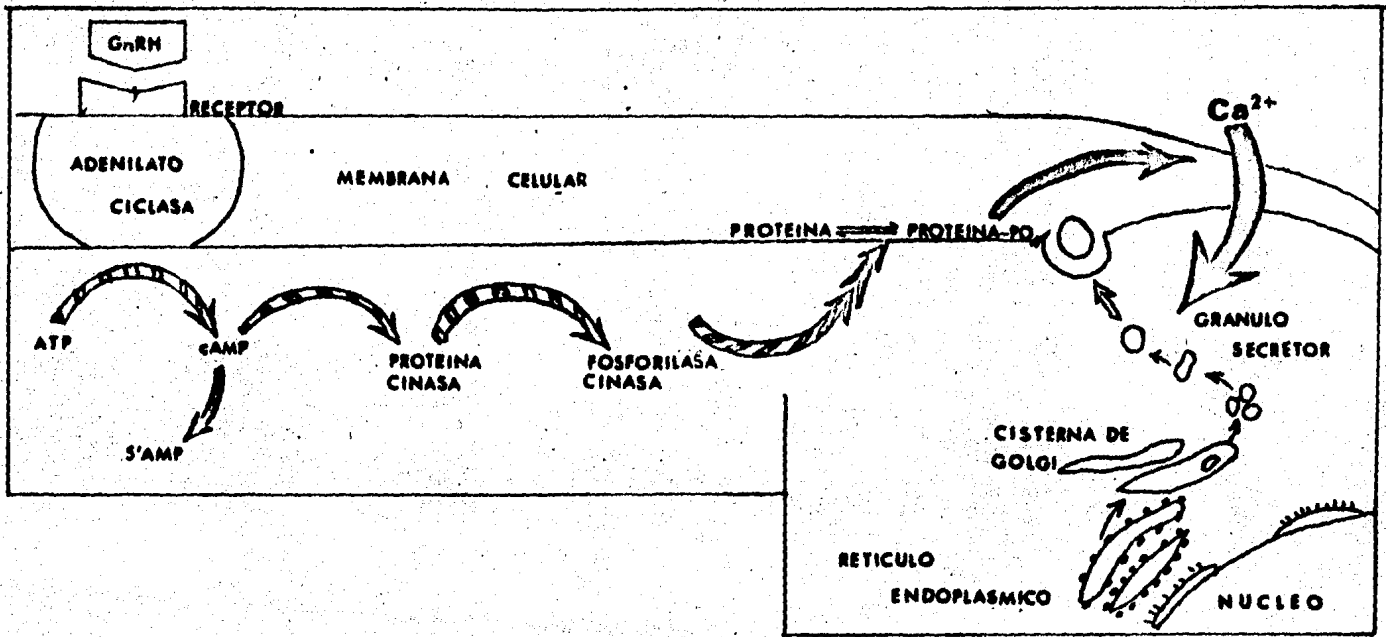 GnRH
RECEPTOR
Ca²⁺
ADENILATO
CICLASA
MEMBRANA CELULAR
PROTEINA PROTEINA-PO₄
ATP
cAMP
PROTEINA
CINASA
FOSFORILASA
CINASA
GRANULO
SECRETOR
5'AMP
CISTERNA DE
GOLGI
RETICULO
ENDOPLASMICO
NUCLEO